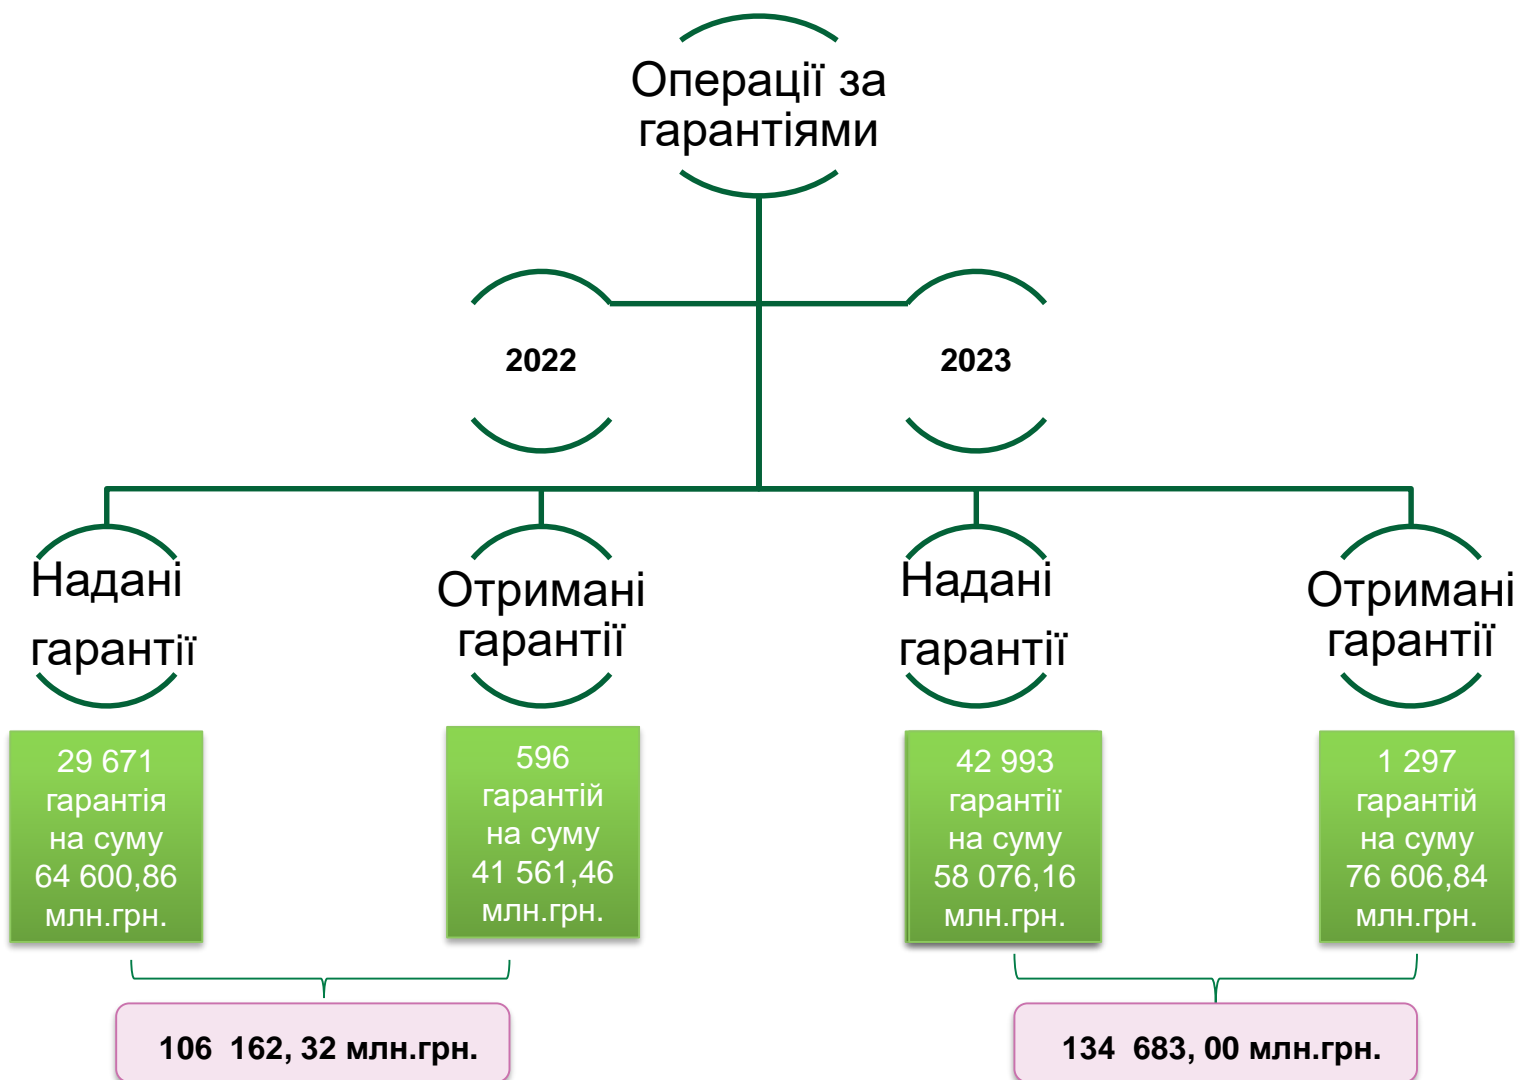 Операції за
гарантіями
2022
2023
Надані
гарантії
Отримані
гарантії
Надані
гарантії
Отримані
гарантії
29 671
гарантія
на суму
64 600,86
млн.грн.
596
гарантій
на суму
41 561,46
млн.грн.
42 993
гарантії
на суму
58 076,16
млн.грн.
1 297
гарантій
на суму
76 606,84
млн.грн.
106 162, 32 млн.грн.
134 683, 00 млн.грн.